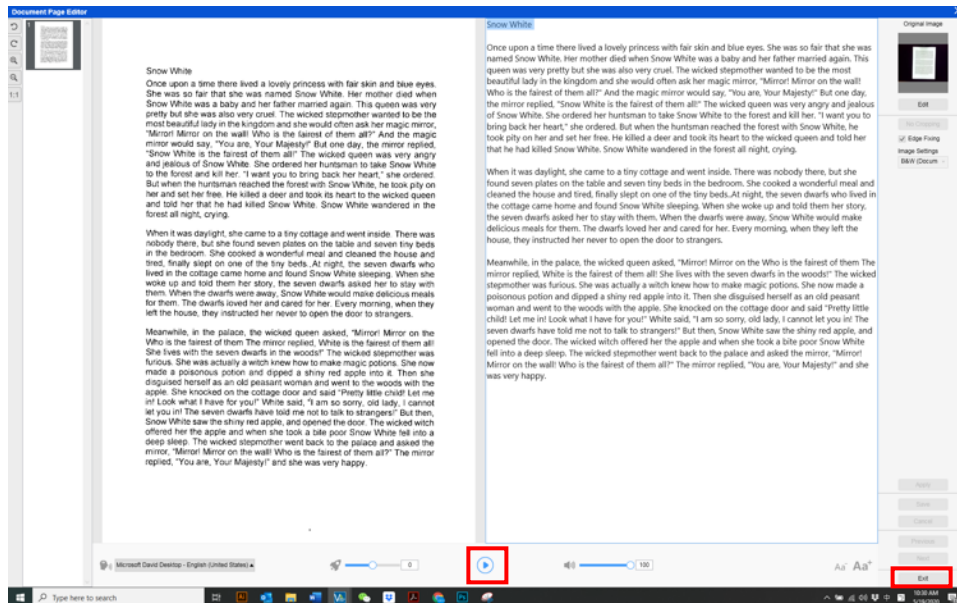 Document Page Editor
1
1:1
Snow White
Once upon a time there lived a lovely princess with fair skin and blue eyes.
She was so fair that she was named Snow White. Her mother died when
Snow White was a baby and her father married again. This queen was very
pretty but she was also very cruel. The wicked stepmother wanted to be the
most beautiful lady in the kingdom and she would often ask her magic mirror,
"Mirror! Mirror on the wall! Who is the fairest of them all?" And the magic
mirror would say, "You are, Your Majesty!" But one day, the mirror replied,
"Snow White is the fairest of them all!" The wicked queen was very angry
and jealous of Snow White. She ordered her huntsman to take Snow White
to the forest and kill her. "I want you to bring back her heart," she ordered.
But when the huntsman reached the forest with Snow White, he took pity on
her and set her free. He killed a deer and took its heart to the wicked queen
and told her that he had killed Snow White. Snow White wandered in the
forest all night, crying.
When it was daylight, she came to a tiny cottage and went inside. There was
nobody there, but she found seven plates on the table and seven tiny beds
in the bedroom. She cooked a wonderful meal and cleaned the house and
tired, finally slept on one of the tiny beds.,At night, the seven dwarfs who
lived in the cottage came home and found Snow White sleeping. When she
woke up and told them her story, the seven dwarfs asked her to stay with
them. When the dwarfs were away, Snow White would make delicious meals
for them. The dwarfs loved her and cared for her. Every morning, when they
left the house, they instructed her never to open the door to strangers.
Meanwhile, in the palace, the wicked queen asked, "Mirror! Mirror on the
Who is the fairest of them The mirror replied, White is the fairest of them all!
She lives with the seven dwarfs in the woods!" The wicked stepmother was
furious. She was actually a witch knew how to make magic potions. She now
made a poisonous potion and dipped a shiny red apple into it. Then she
disguised herself as an old peasant woman and went to the woods with the
apple. She knocked on the cottage door and said "Pretty little child! Let me
in! Look what I have for you!" White said, "I am so sorry, old lady, I cannot
let you in! The seven dwarfs have told me not to talk to strangers!" But then,
Snow White saw the shiny red apple, and opened the door. The wicked witch
offered her the apple and when she took a bite poor Snow White fell into a
deep sleep. The wicked stepmother went back to the palace and asked the
mirror, "Mirror! Mirror on the wall! Who is the fairest of them all?" The mirror
replied, "You are, Your Majesty!" and she was very happy.
Snow White
Once upon a time there lived a lovely princess with fair skin and blue eyes. She was so fair that she was
named Snow White. Her mother died when Snow White was a baby and her father married again. This
queen was very pretty but she was also very cruel. The wicked stepmother wanted to be the most
beautiful lady in the kingdom and she would often ask her magic mirror, "Mirror! Mirror on the wall!
Who is the fairest of them all?" And the magic mirror would say, "You are, Your Majesty!" But one day,
the mirror replied, "Snow White is the fairest of them all!" The wicked queen was very angry and jealous
of Snow White. She ordered her huntsman to take Snow White to the forest and kill her. "I want you to
bring back her heart," she ordered. But when the huntsman reached the forest with Snow White, he
took pity on her and set her free. He killed a deer and took its heart to the wicked queen and told her
that he had killed Snow White. Snow White wandered in the forest all night, crying.
When it was daylight, she came to a tiny cottage and went inside. There was nobody there, but she
found seven plates on the table and seven tiny beds in the bedroom. She cooked a wonderful meal and
cleaned the house and tired, finally slept on one of the tiny beds.,At night, the seven dwarfs who lived in
the cottage came home and found Snow White sleeping. When she woke up and told them her story,
the seven dwarfs asked her to stay with them. When the dwarfs were away, Snow White would make
delicious meals for them. The dwarfs loved her and cared for her. Every morning, when they left the
house, they instructed her never to open the door to strangers.
Meanwhile, in the palace, the wicked queen asked, "Mirror! Mirror on the Who is the fairest of them The
mirror replied, White is the fairest of them all! She lives with the seven dwarfs in the woods!" The wicked
stepmother was furious. She was actually a witch knew how to make magic potions. She now made a
poisonous potion and dipped a shiny red apple into it. Then she disguised herself as an old peasant
woman and went to the woods with the apple. She knocked on the cottage door and said "Pretty little
child! Let me in! Look what I have for you!" White said, "I am so sorry, old lady, I cannot let you in! The
seven dwarfs have told me not to talk to strangers!" But then, Snow White saw the shiny red apple, and
opened the door. The wicked witch offered her the apple and when she took a bite poor Snow White
fell into a deep sleep. The wicked stepmother went back to the palace and asked the mirror, "Mirror!
Mirror on the wall! Who is the fairest of them all?" The mirror replied, "You are, Your Majesty!" and she
was very happy.
Original Image
Edit
No Cropping
Edge Fixing
Image Settings
B&W (Docum
Apply
Save
Cancel
Previous
Next
Exit
Microsoft David Desktop - English (United States)
0
100
Aa- Aa+
Type here to search
10:30 AM
5/19/2020